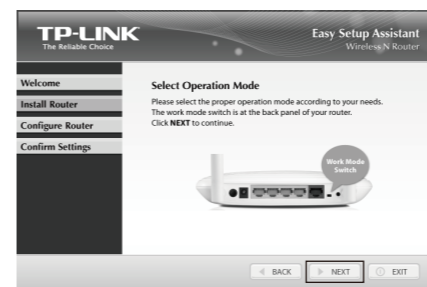 TP-LINK
The Reliable Choice
Easy Setup Assistant
Wireless N Router
Welcome
Install Router
Configure Router
Confirm Settings
Select Operation Mode
Please select the proper operation mode according to your needs.
The work mode switch is at the back panel of your router.
Click NEXT to continue.
Work Mode
Switch
BACK
NEXT
EXIT